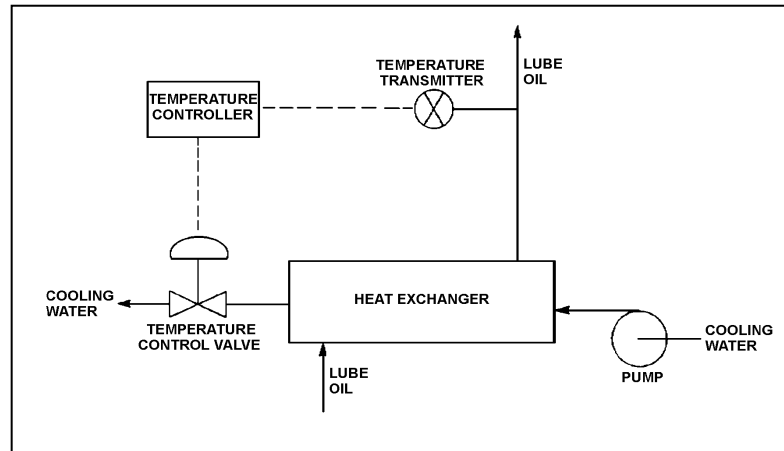 TEMPERATURE
TRANSMITTER
LUBE
OIL
TEMPERATURE
CONTROLLER
HEAT EXCHANGER
COOLING
WATER
TEMPERATURE
CONTROL VALVE
COOLING
WATER
PUMP
LUBE
OIL